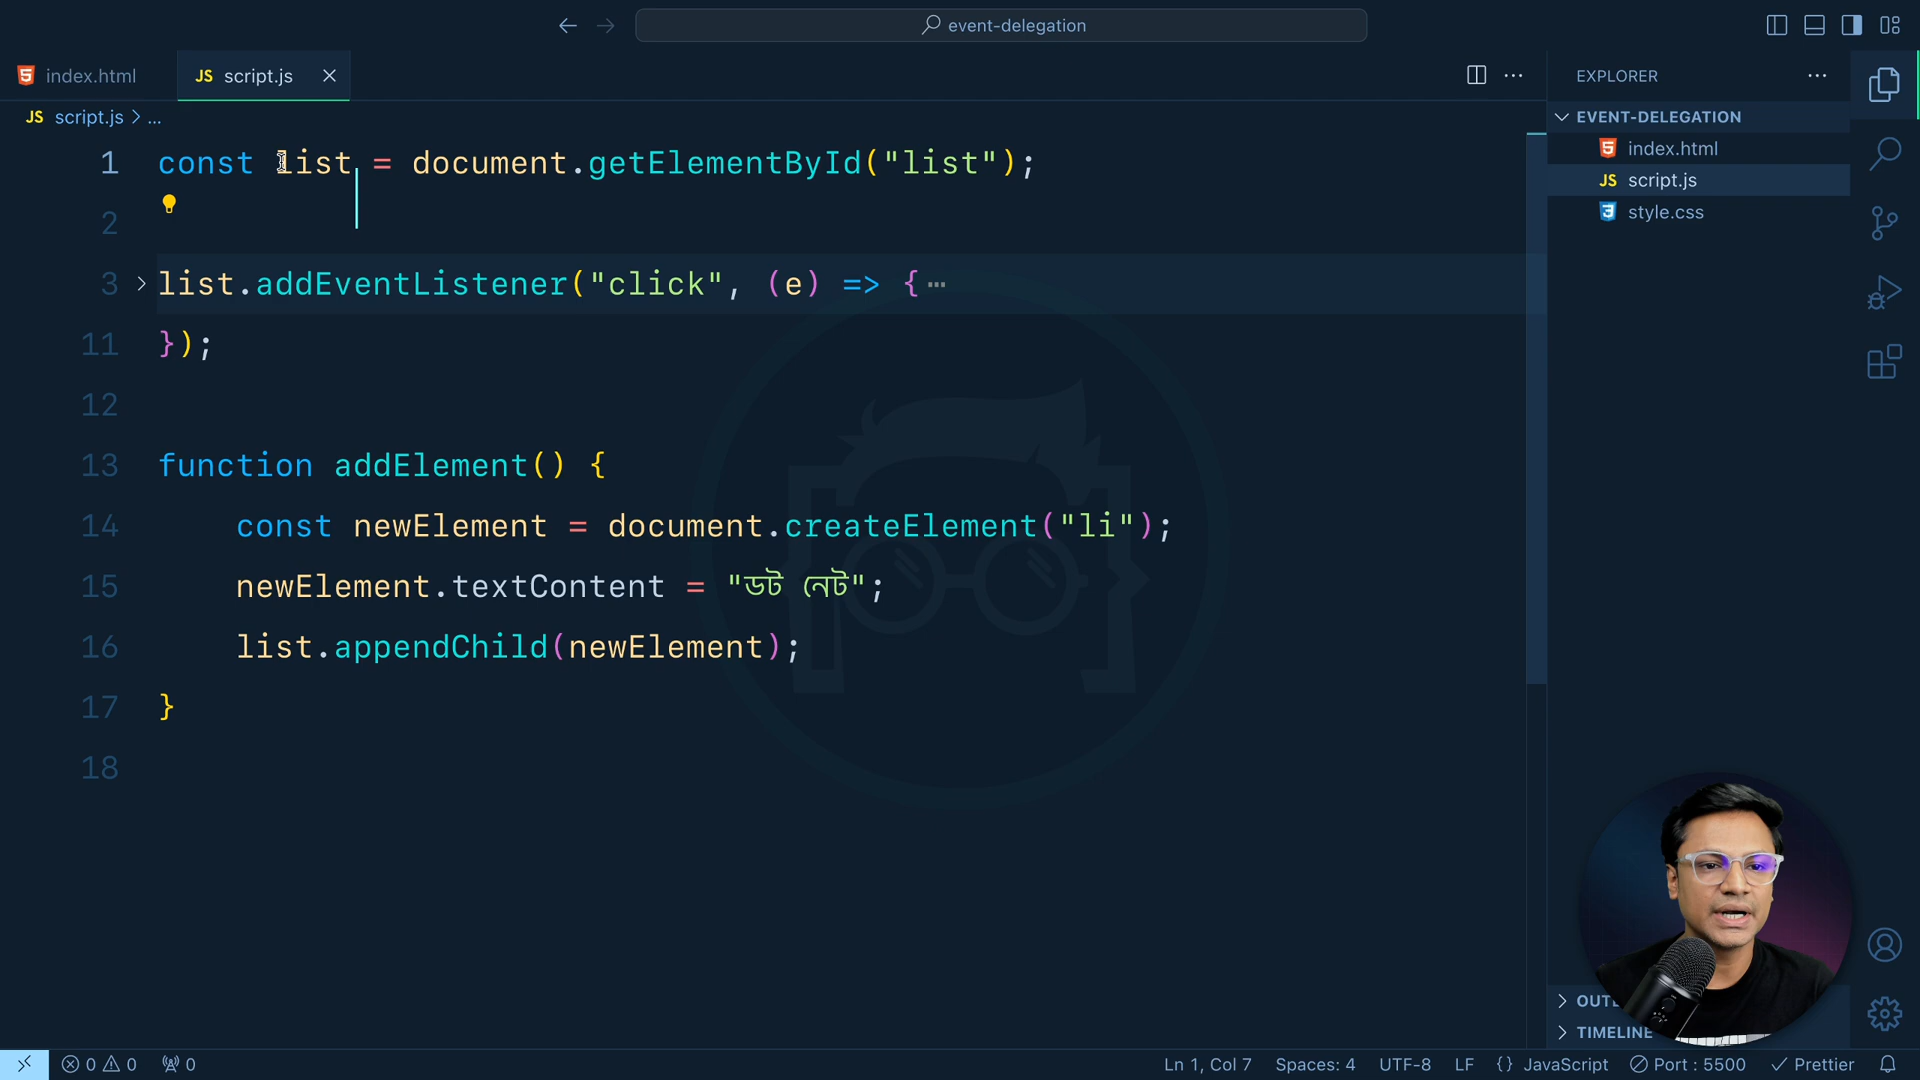 event-delegation
index.html
JS script.js
EXPLORER
JS script.js > ...
EVENT-DELEGATION
1 const list = document.getElementById("list");
index.html
JS script.js
2
style.css
3 list.addEventListener("click", (e) => {
11 });
12
13 function addElement() {
14 const newElement = document.createElement("li");
15 newElement.textContent = "ডট নেট";
16 list.appendChild(newElement);
17 }
18
TIMELINE
0 0 0
Ln 1, Col 7 Spaces: 4 UTF-8 LF {} JavaScript Port : 5500 Prettier